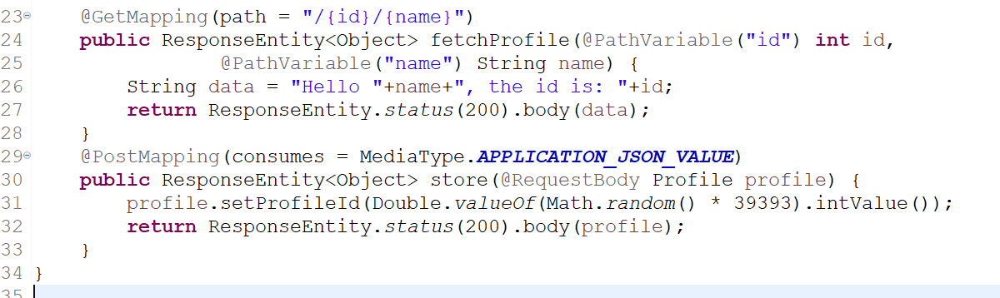 23 @GetMapping(path = "/{id}/{name}")
24 public ResponseEntity<Object> fetchProfile(@PathVariable("id") int id,
25 @PathVariable("name") String name) {
26 String data = "Hello "+name+", the id is: "+id;
27 return ResponseEntity.status(200).body(data);
28 }
29 @PostMapping(consumes = MediaType.APPLICATION_JSON_VALUE)
30 public ResponseEntity<Object> store(@RequestBody Profile profile) {
31 profile.setProfileId(Double.valueOf(Math.random() * 39393).intValue());
32 return ResponseEntity.status(200).body(profile);
33 }
34 }
35